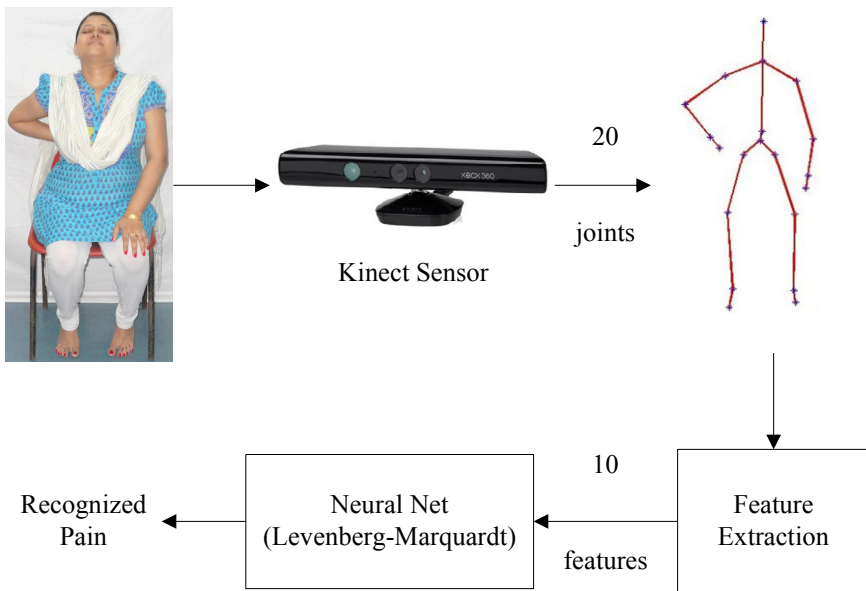 XBOX 360
20
joints
Kinect Sensor
10
features
Feature
Extraction
Neural Net
(Levenberg-Marquardt)
Recognized
Pain